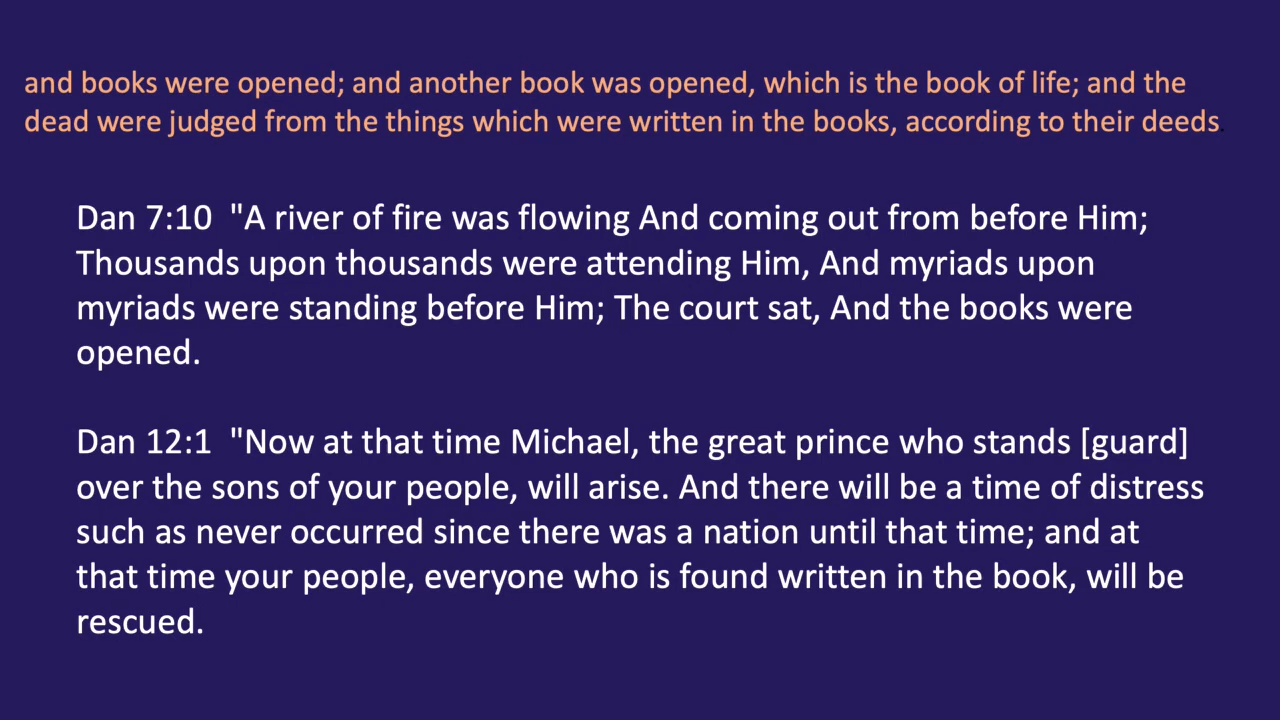 and books were opened; and another book was opened, which is the book of life; and the
dead were judged from the things which were written in the books, according to their deeds.
Dan 7:10  "A river of fire was flowing And coming out from before Him;
Thousands upon thousands were attending Him, And myriads upon
myriads were standing before Him; The court sat, And the books were
opened.
Dan 12:1  "Now at that time Michael, the great prince who stands [guard]
over the sons of your people, will arise. And there will be a time of distress
such as never occurred since there was a nation until that time; and at
that time your people, everyone who is found written in the book, will be
rescued.